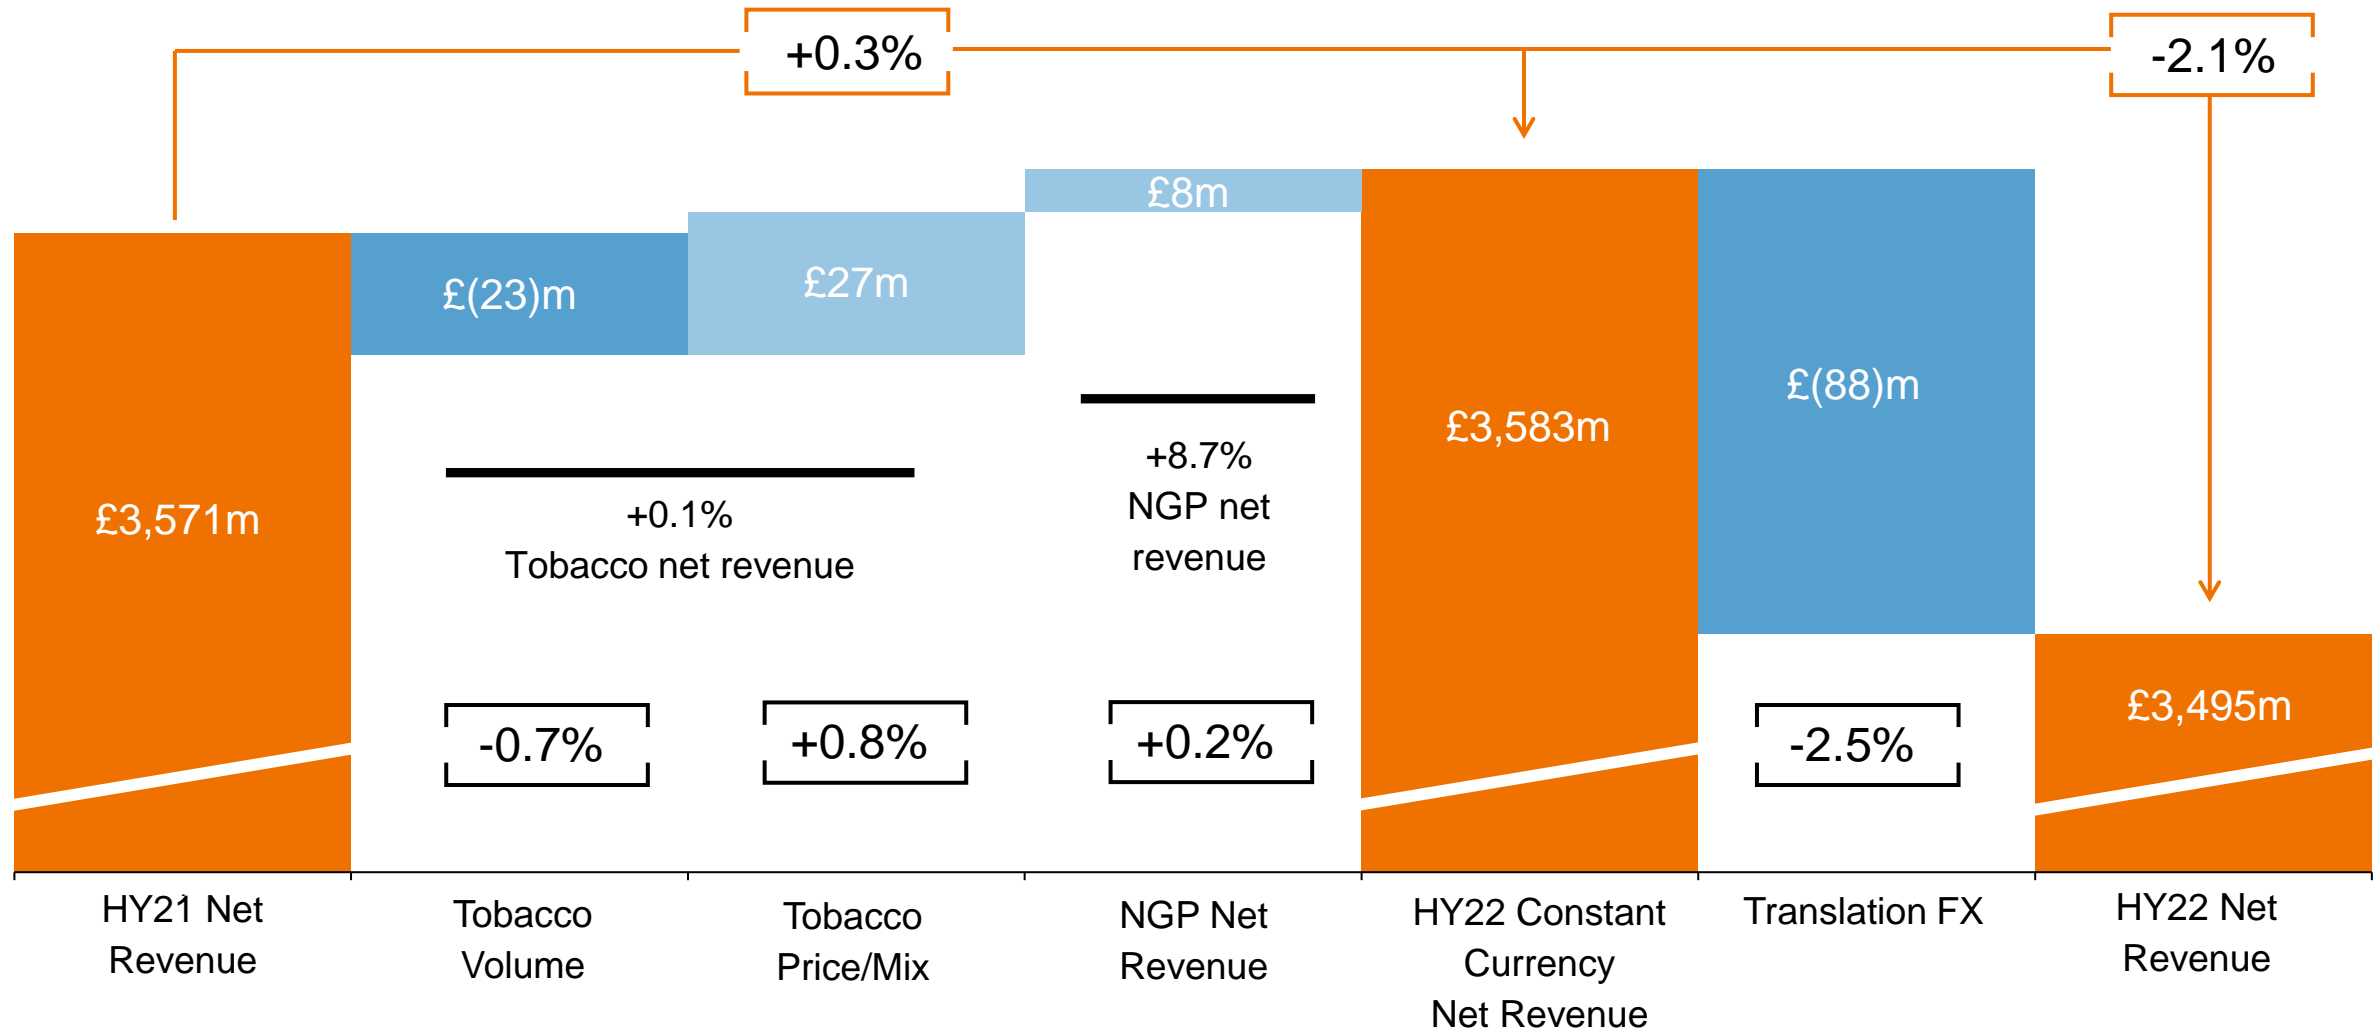 +0.3%
-2.1%
£8m
£(23)m
£27m
£(88)m
£3,583m
+8.7%
NGP net
revenue
£3,571m
+0.1%
Tobacco net revenue
£3,495m
-0.7%
+0.8%
+0.2%
-2.5%
HY21 Net
Revenue
Tobacco
Volume
Tobacco
Price/Mix
NGP Net
Revenue
HY22 Constant
Currency
Net Revenue
Translation FX
HY22 Net
Revenue